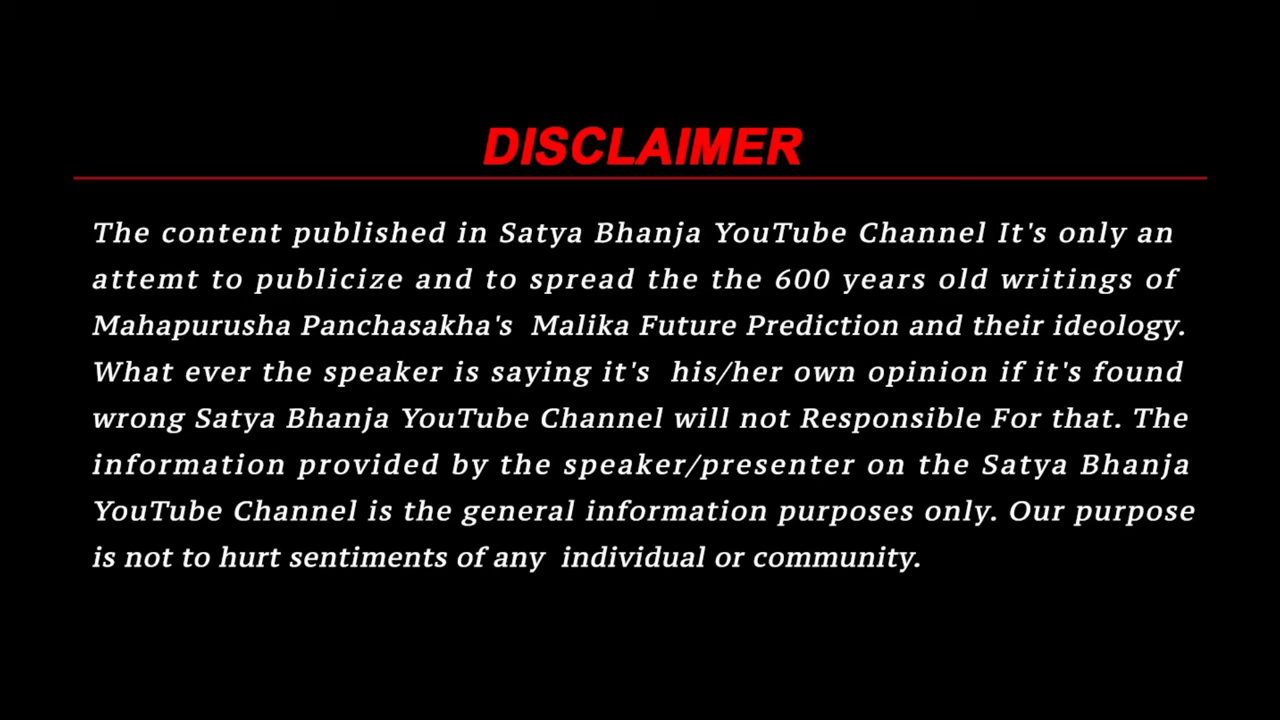 DISCLAIMER
The content published in Satya Bhanja YouTube Channel It's only an
attemt to publicize and to spread the the 600 years old writings of
Mahapurusha Panchasakha's Malika Future Prediction and their ideology.
What ever the speaker is saying it's his/her own opinion if it's found
wrong Satya Bhanja YouTube Channel will not Responsible For that. The
information provided by the speaker/presenter on the Satya Bhanja
YouTube Channel is the general information purposes only. Our purpose
is not to hurt sentiments of any individual or community.